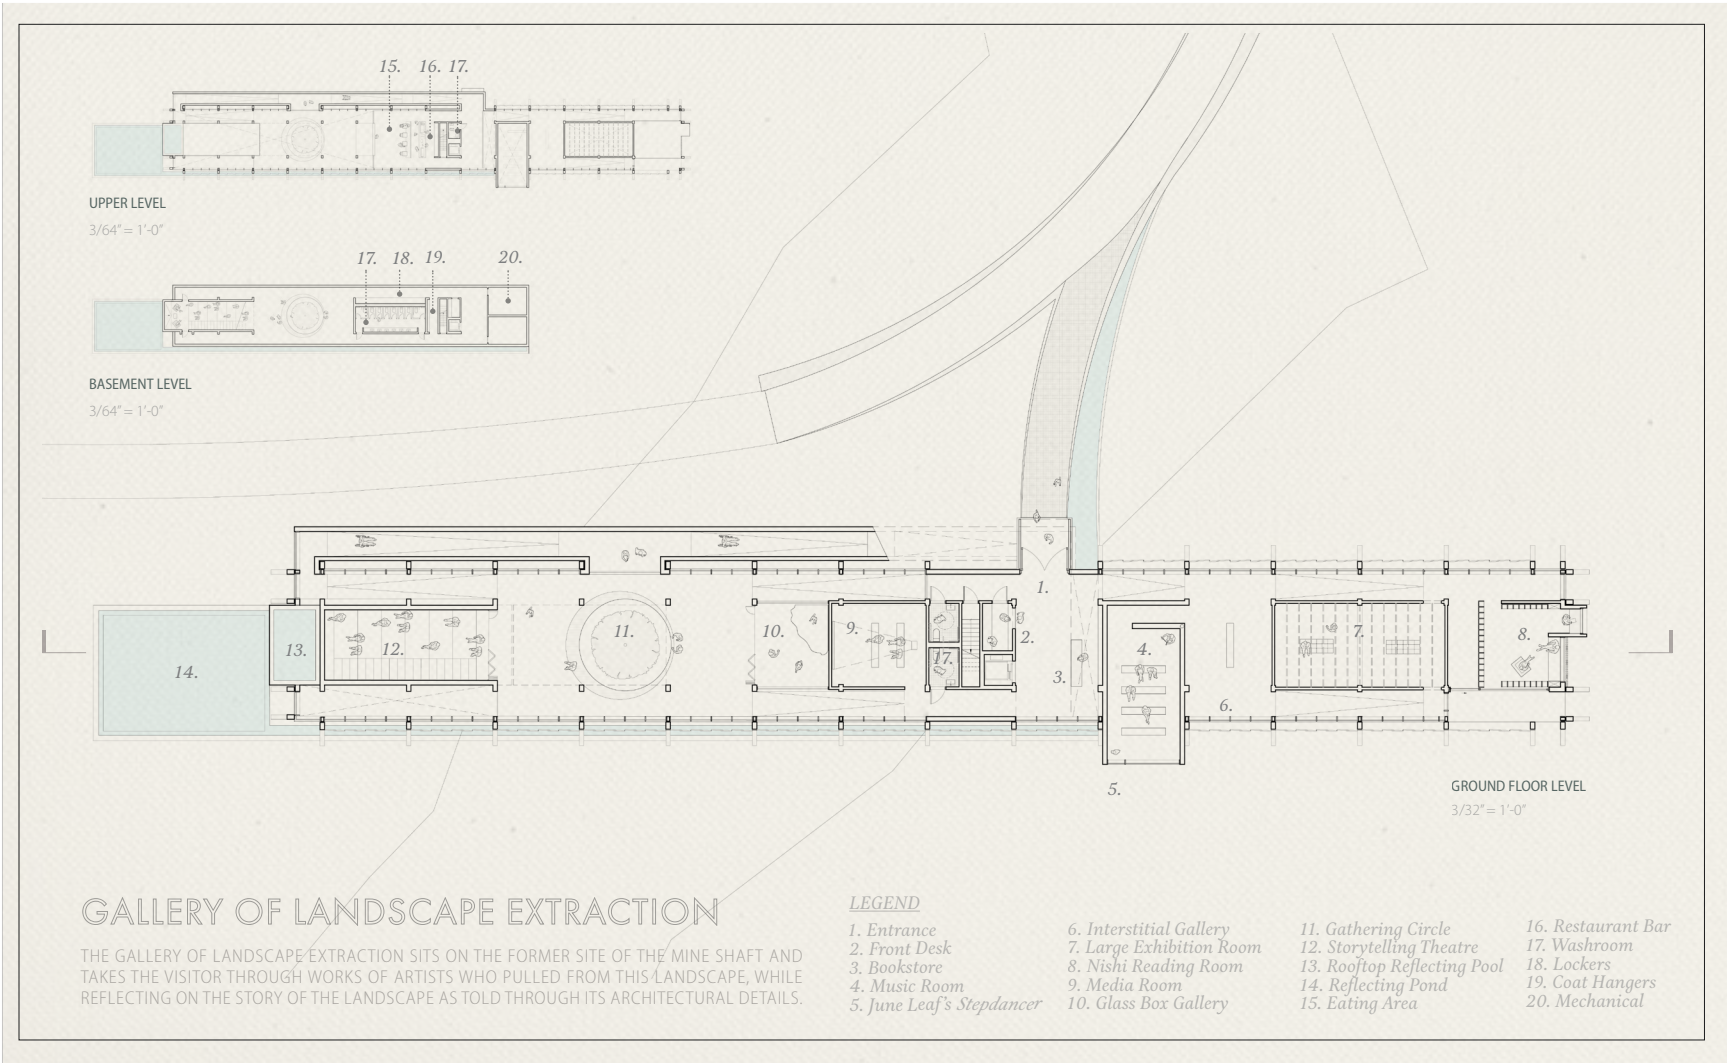 15. 16. 17.
UPPER LEVEL
3/64" = 1'-0"
17. 18. 19. 20.
BASEMENT LEVEL
3/64" = 1'-0"
1.
2.
3.
4.
5.
6.
7.
8.
9.
10.
11.
12.
13.
14.
17.
GROUND FLOOR LEVEL
3/32" = 1'-0"
GALLERY OF LANDSCAPE EXTRACTION
THE GALLERY OF LANDSCAPE EXTRACTION SITS ON THE FORMER SITE OF THE MINE SHAFT AND
TAKES THE VISITOR THROUGH WORKS OF ARTISTS WHO PULLED FROM THIS LANDSCAPE, WHILE
REFLECTING ON THE STORY OF THE LANDSCAPE AS TOLD THROUGH ITS ARCHITECTURAL DETAILS.
LEGEND
1. Entrance
2. Front Desk
3. Bookstore
4. Music Room
5. June Leaf's Stepdancer
6. Interstitial Gallery
7. Large Exhibition Room
8. Nishi Reading Room
9. Media Room
10. Glass Box Gallery
11. Gathering Circle
12. Storytelling Theatre
13. Rooftop Reflecting Pool
14. Reflecting Pond
15. Eating Area
16. Restaurant Bar
17. Washroom
18. Lockers
19. Coat Hangers
20. Mechanical